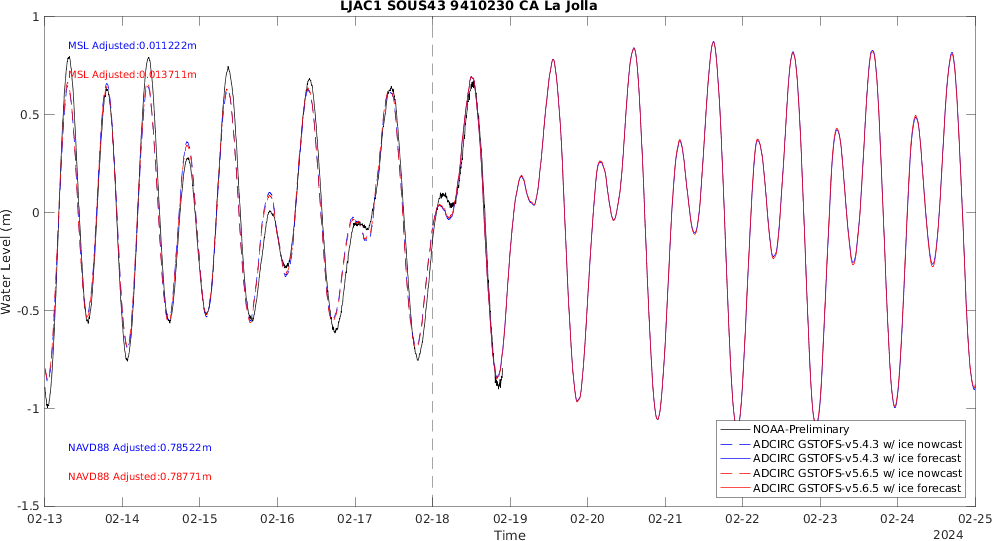 LJAC1 SOUS43 9410230 CA La Jolla
MSL Adjusted:0.011222m
MSL Adjusted:0.013711m
NAVD88 Adjusted:0.78522m
NAVD88 Adjusted:0.78771m
Water Level (m)
1
0.5
0
-0.5
-1
-1.5
NOAA-Preliminary
ADCIRC GSTOFS-v5.4.3 w/ ice nowcast
ADCIRC GSTOFS-v5.4.3 w/ ice forecast
ADCIRC GSTOFS-v5.6.5 w/ ice nowcast
ADCIRC GSTOFS-v5.6.5 w/ ice forecast
02-13 02-14 02-15 02-16 02-17 02-18 02-19 02-20 02-21 02-22 02-23 02-24 02-25
Time
2024